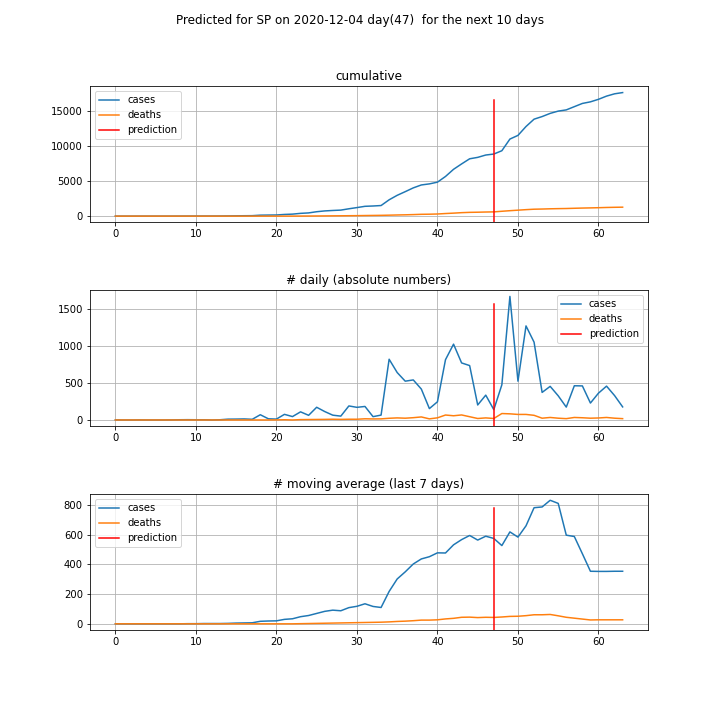 Predicted for SP on 2020-12-04 day(47)  for the next 10 days
cumulative
cases
deaths
prediction
15000
10000
5000
0
0 10 20 30 40 50 60
# daily (absolute numbers)
cases
deaths
prediction
1500
1000
500
0
0 10 20 30 40 50 60
# moving average (last 7 days)
cases
deaths
prediction
800
600
400
200
0
0 10 20 30 40 50 60